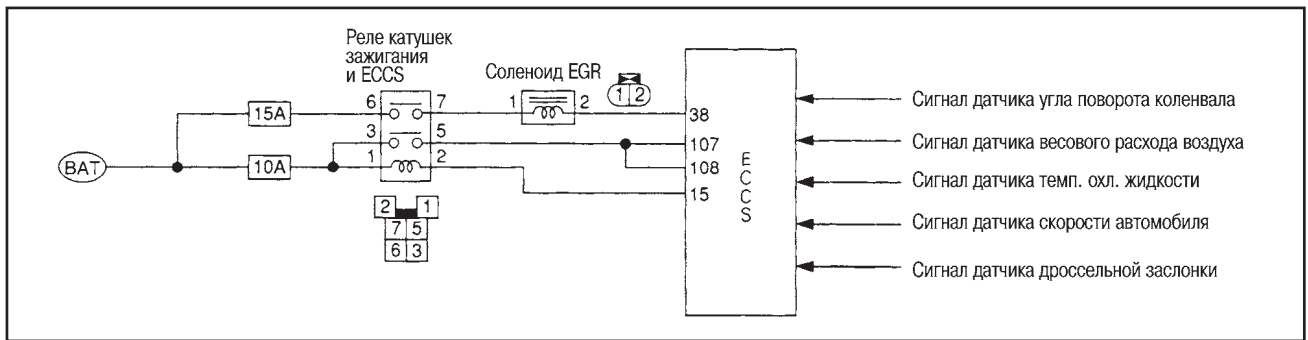 Реле катушек
зажигания
и ECCS
Соленоид EGR
1 2
6 7
1 2
15A
38
3 5
107
BAT
10A
1 2
108
15
E
C
C
S
2 1
7 5
6 3
Сигнал датчика угла поворота коленвала
Сигнал датчика весового расхода воздуха
Сигнал датчика темп. охл. жидкости
Сигнал датчика скорости автомобиля
Сигнал датчика дроссельной заслонки